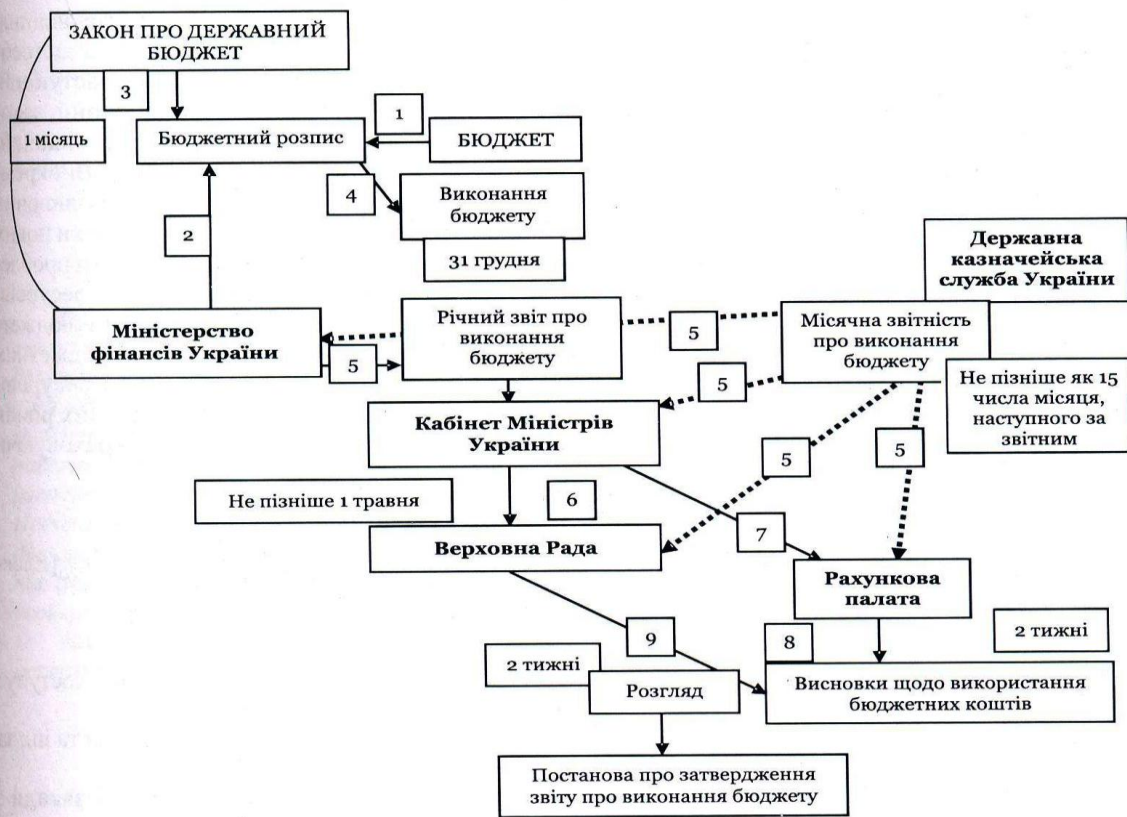 ЗАКОН ПРО ДЕРЖАВНИЙ
БЮДЖЕТ
3
1
1 місяць
Бюджетний розпис
БЮДЖЕТ
4
Виконання
бюджету
2
31 грудня
Державна
казначейська
служба України
Міністерство
фінансів України
5
Річний звіт про
виконання
бюджету
5
Місячна звітність
про виконання
бюджету
5
Не пізніше як 15
числа місяця,
наступного за
звітним
Кабінет Міністрів
України
5
5
Не пізніше 1 травня
6
7
Верховна Рада
Рахункова
палата
9
8
2 тижні
2 тижні
Розгляд
Висновки щодо використання
бюджетних коштів
Постанова про затвердження
звіту про виконання бюджету